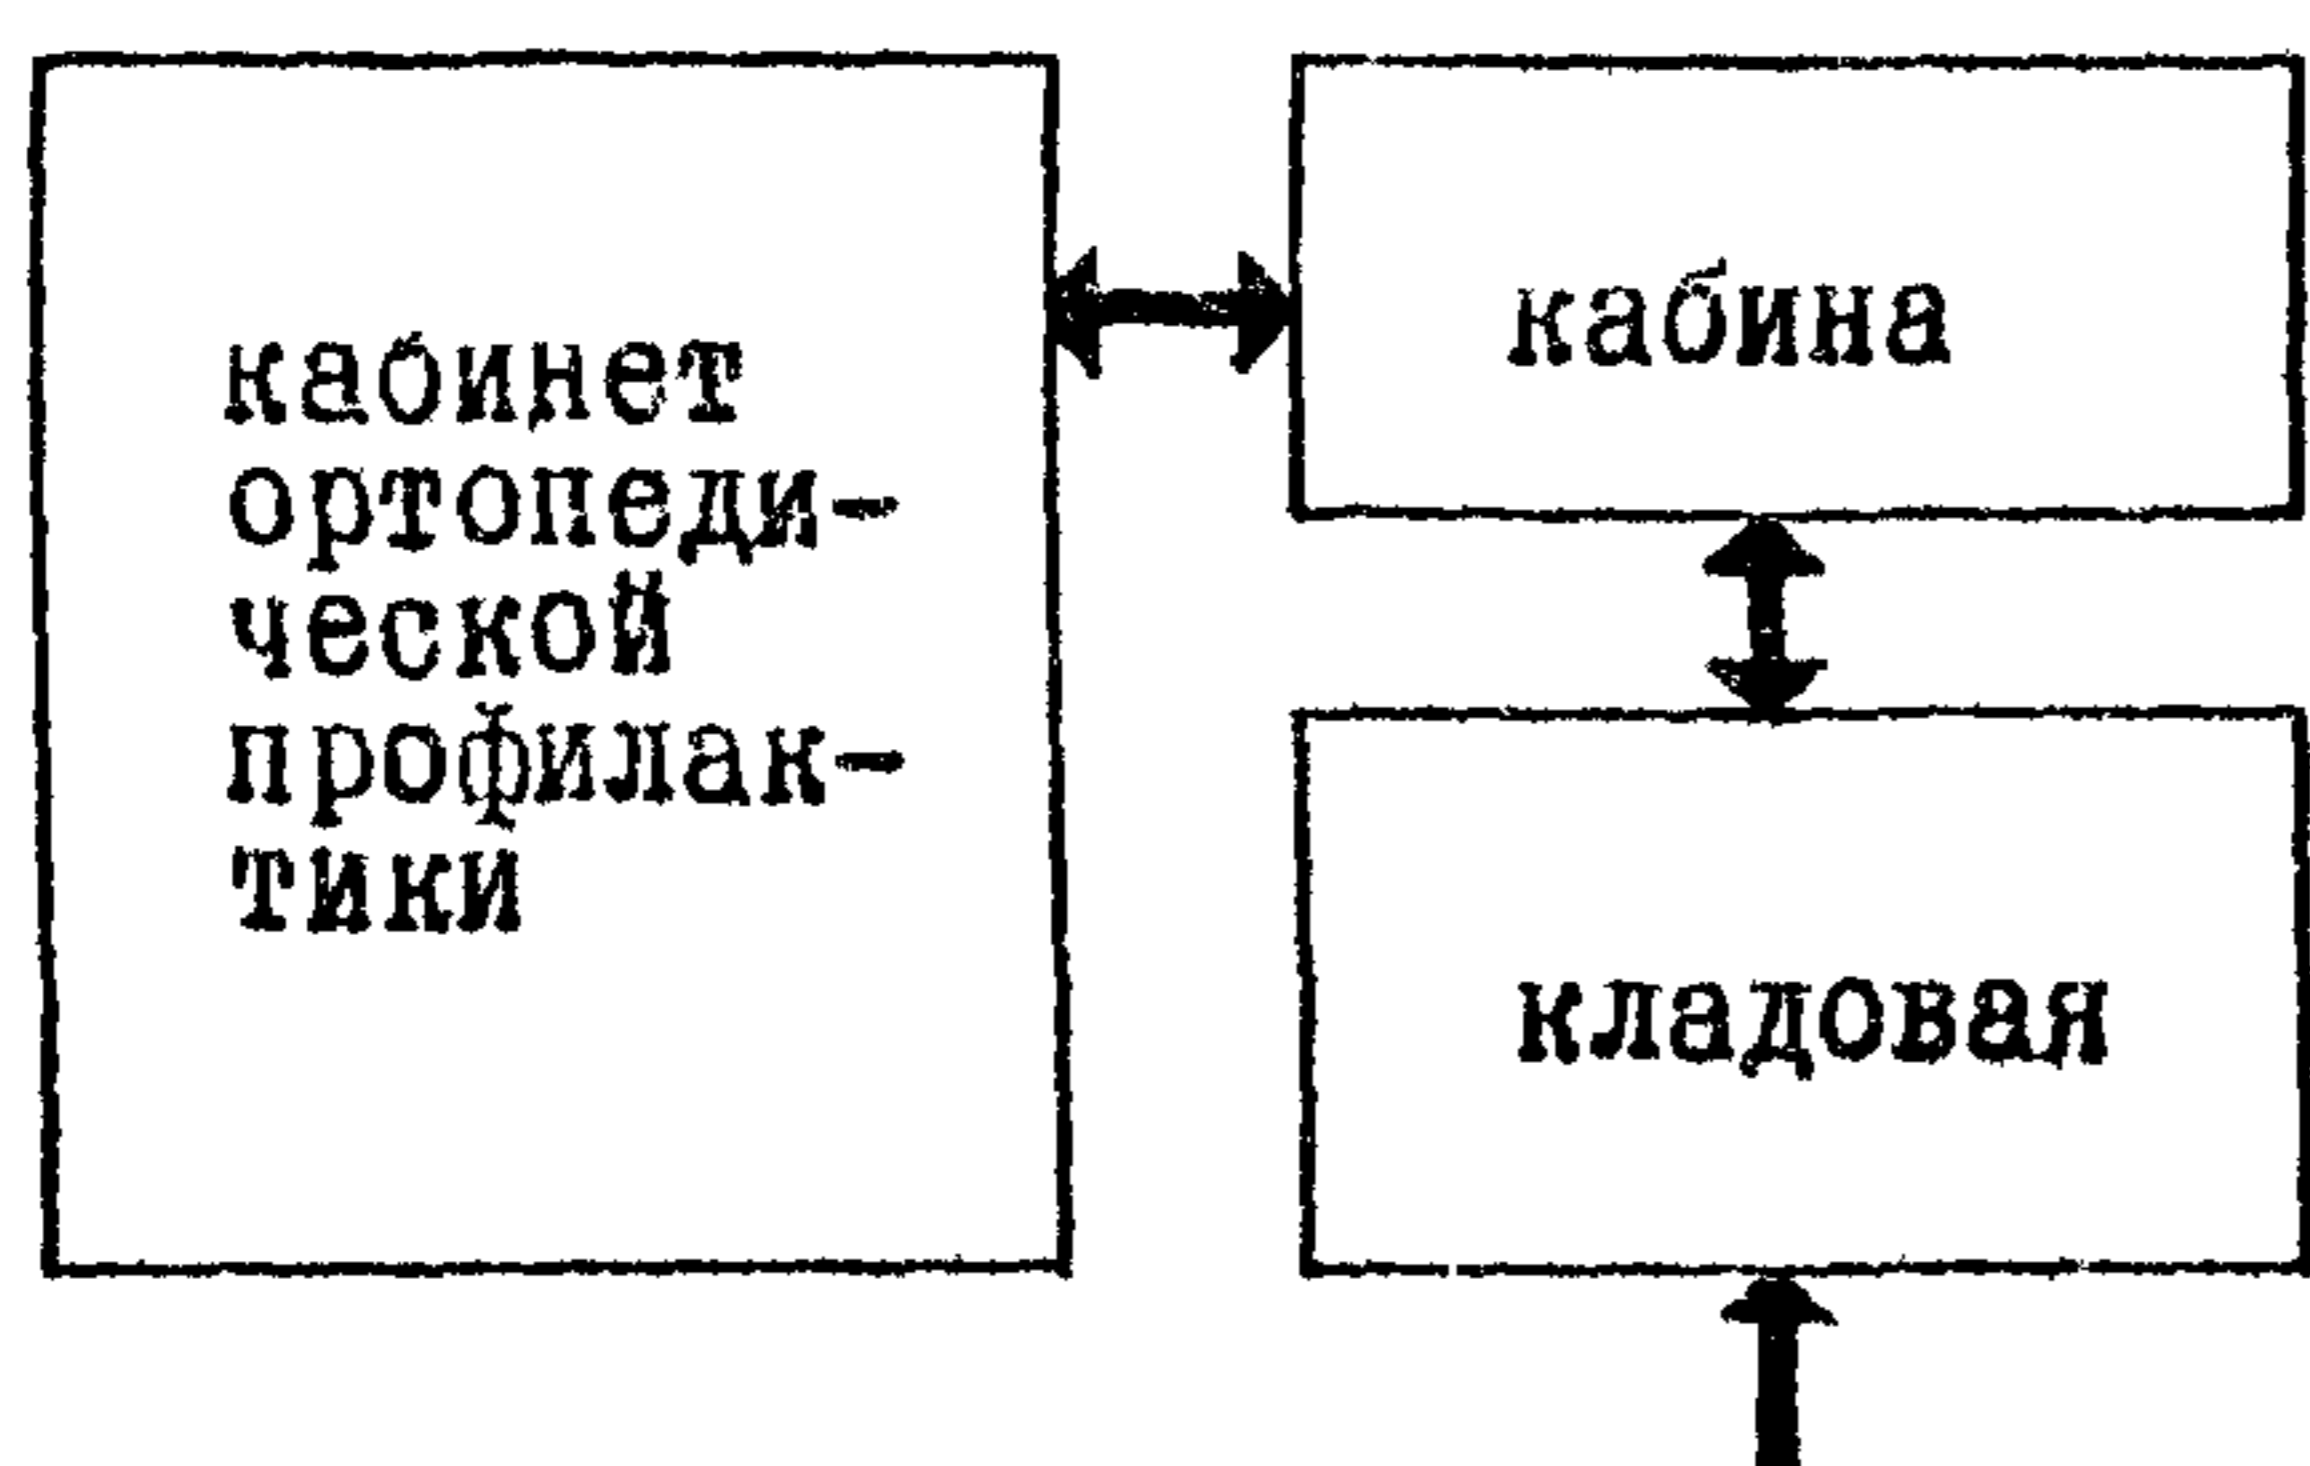 кабинет
ортопеди-
ческой
профилак-
тики
кабина
кладовая